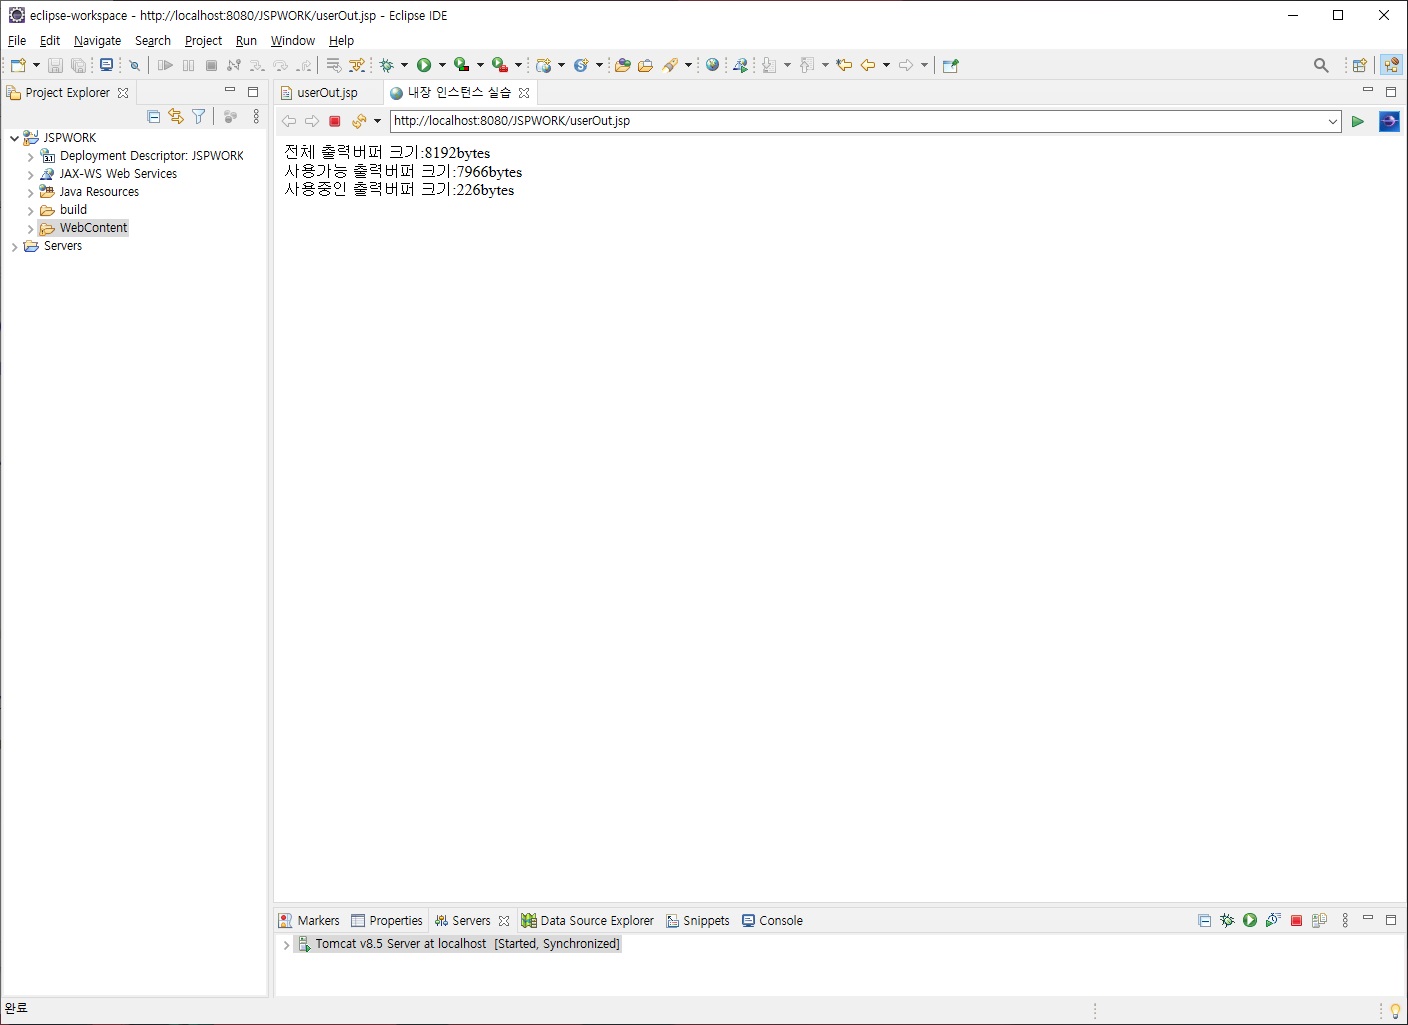 eclipse-workspace - http://localhost:8080/JSPWORK/userOut.jsp - Eclipse IDE
File Edit Navigate Search Project Run Window Help
Project Explorer
JSPWORK
Deployment Descriptor: JSPWORK
JAX-WS Web Services
Java Resources
build
WebContent
Servers
userOut.jsp
내장 인스턴스 실습
http://localhost:8080/JSPWORK/userOut.jsp
전체 출력버퍼 크기:8192bytes
사용가능 출력버퍼 크기:7966bytes
사용중인 출력버퍼 크기:226bytes
Markers Properties Servers Data Source Explorer Snippets Console
Tomcat v8.5 Server at localhost [Started, Synchronized]
완료